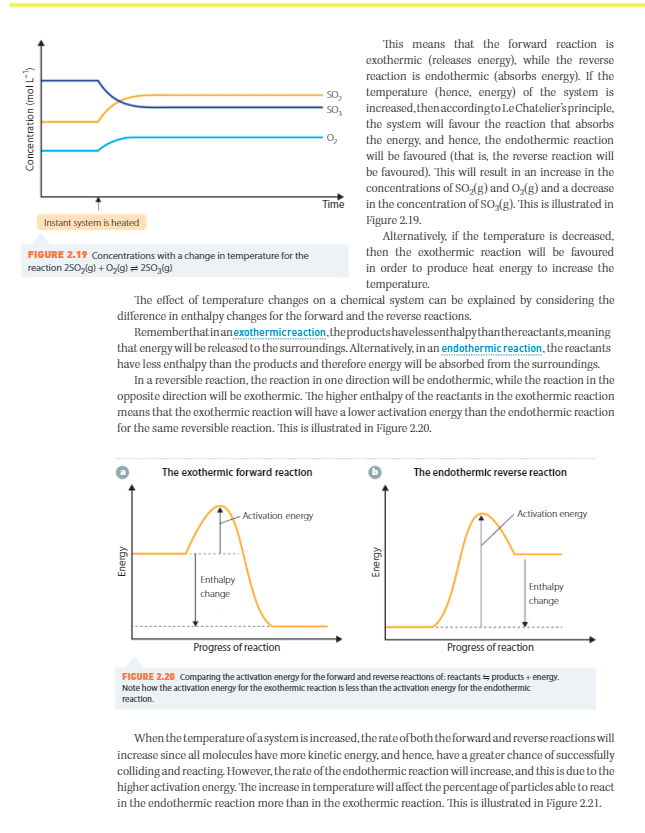 Concentration (mol L⁻¹)
SO₂
SO₃
O₂
Time
Instant system is heated
FIGURE 2.19 Concentrations with a change in temperature for the
reaction 2SO₂(g) + O₂(g) ⇌ 2SO₃(g)
This means that the forward reaction is
exothermic (releases energy), while the reverse
reaction is endothermic (absorbs energy). If the
temperature (hence, energy) of the system is
increased, then according to Le Chatelier's principle,
the system will favour the reaction that absorbs
the energy, and hence, the endothermic reaction
will be favoured (that is, the reverse reaction will
be favoured). This will result in an increase in the
concentrations of SO₂(g) and O₂(g) and a decrease
in the concentration of SO₃(g). This is illustrated in
Figure 2.19.
Alternatively, if the temperature is decreased,
then the exothermic reaction will be favoured
in order to produce heat energy to increase the
temperature.
The effect of temperature changes on a chemical system can be explained by considering the
difference in enthalpy changes for the forward and the reverse reactions.
Remember that in an exothermic reaction, the products have less enthalpy than the reactants, meaning
that energy will be released to the surroundings. Alternatively, in an endothermic reaction, the reactants
have less enthalpy than the products and therefore energy will be absorbed from the surroundings.
In a reversible reaction, the reaction in one direction will be endothermic, while the reaction in the
opposite direction will be exothermic. The higher enthalpy of the reactants in the exothermic reaction
means that the exothermic reaction will have a lower activation energy than the endothermic reaction
for the same reversible reaction. This is illustrated in Figure 2.20.
a The exothermic forward reaction
Energy
Activation energy
Enthalpy
change
Progress of reaction
b The endothermic reverse reaction
Energy
Activation energy
Enthalpy
change
Progress of reaction
FIGURE 2.20 Comparing the activation energy for the forward and reverse reactions of: reactants ⇋ products + energy.
Note how the activation energy for the exothermic reaction is less than the activation energy for the endothermic
reaction.
When the temperature of a system is increased, the rate of both the forward and reverse reactions will
increase since all molecules have more kinetic energy, and hence, have a greater chance of successfully
colliding and reacting. However, the rate of the endothermic reaction will increase, and this is due to the
higher activation energy. The increase in temperature will affect the percentage of particles able to react
in the endothermic reaction more than in the exothermic reaction. This is illustrated in Figure 2.21.